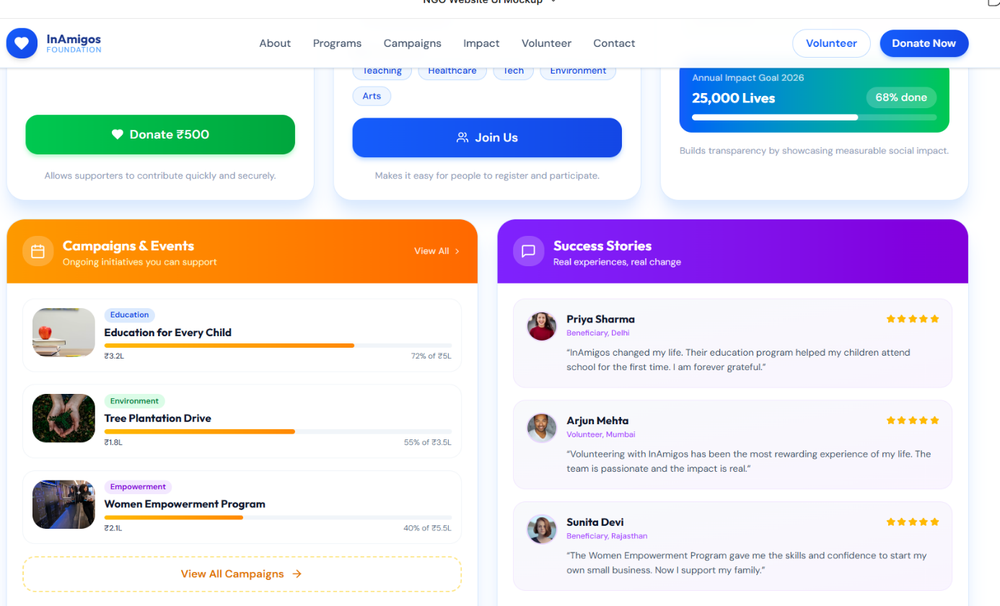 NGO Website UI Mockup
InAmigos
FOUNDATION
About
Programs
Campaigns
Impact
Volunteer
Contact
Volunteer
Donate Now
Teaching
Healthcare
Tech
Environment
Arts
Annual Impact Goal 2026
25,000 Lives
68% done
Donate ₹500
Join Us
Builds transparency by showcasing measurable social impact.
Allows supporters to contribute quickly and securely.
Makes it easy for people to register and participate.
Campaigns & Events
Ongoing initiatives you can support
View All
Education
Education for Every Child
₹3.2L
72% of ₹5L
Environment
Tree Plantation Drive
₹1.8L
55% of ₹3.5L
Empowerment
Women Empowerment Program
₹2.1L
40% of ₹5.5L
View All Campaigns
Success Stories
Real experiences, real change
Priya Sharma
Beneficiary, Delhi
“InAmigos changed my life. Their education program helped my children attend
school for the first time. I am forever grateful.”
Arjun Mehta
Volunteer, Mumbai
“Volunteering with InAmigos has been the most rewarding experience of my life. The
team is passionate and the impact is real.”
Sunita Devi
Beneficiary, Rajasthan
“The Women Empowerment Program gave me the skills and confidence to start my
own small business. Now I support my family.”